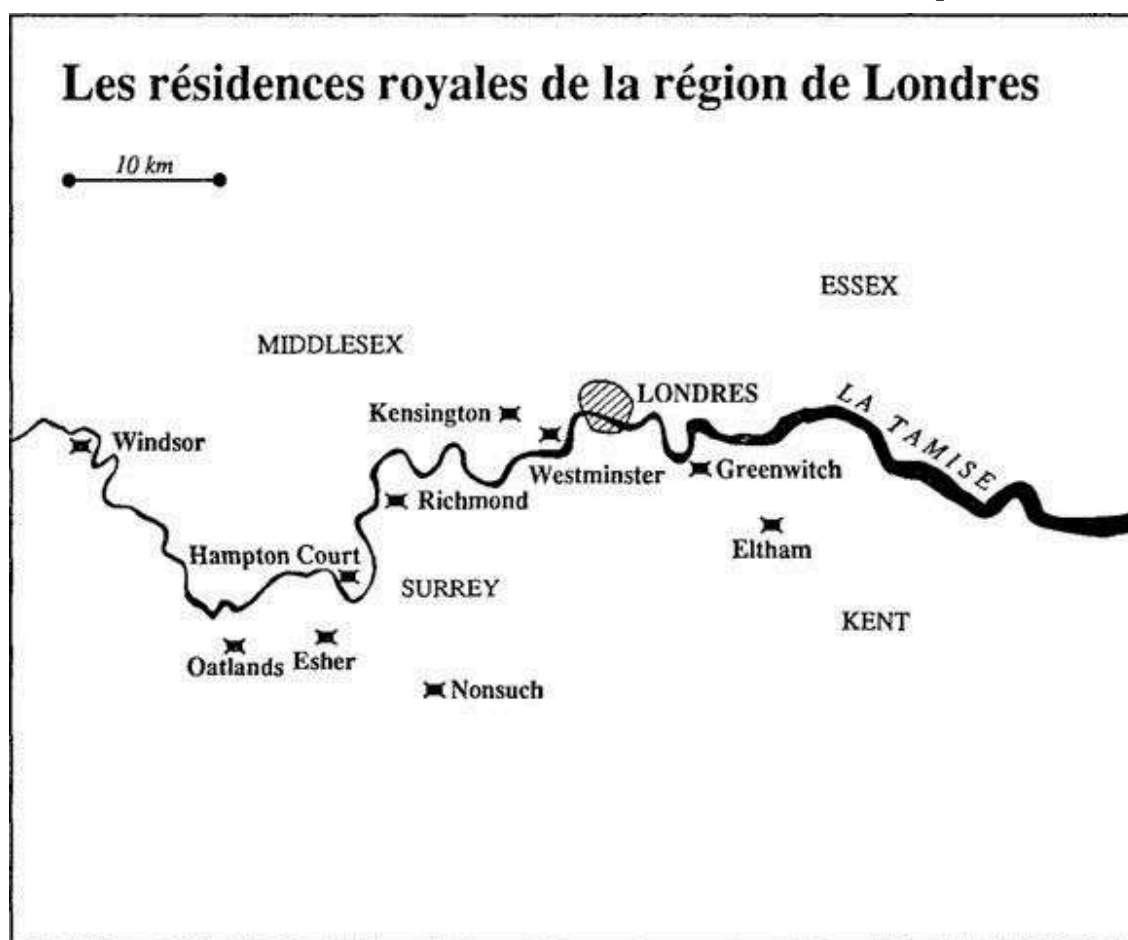 Les résidences royales de la région de Londres
10 km
ESSEX
MIDDLESEX
LONDRES
LA TAMISE
Kensington
Windsor
Westminster
Greenwitch
Richmond
Eltham
Hampton Court
SURREY
KENT
Oatlands
Esher
Nonsuch